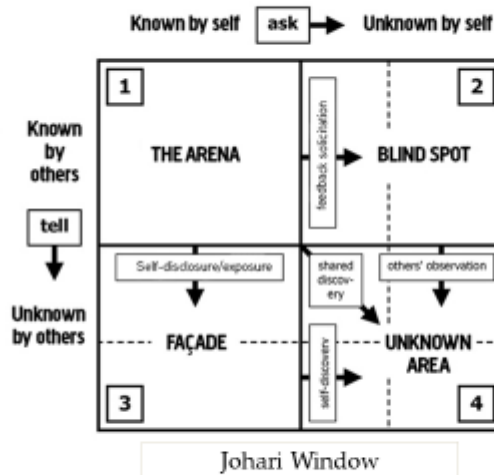 Known by self
ask
Unknown by self
1
2
Known
by
others
THE ARENA
feedback solicitation
BLIND SPOT
tell
Self-disclosure/exposure
shared
discov-
ery
others' observation
Unknown
by others
FAÇADE
self-discovery
UNKNOWN
AREA
3
4
Johari Window